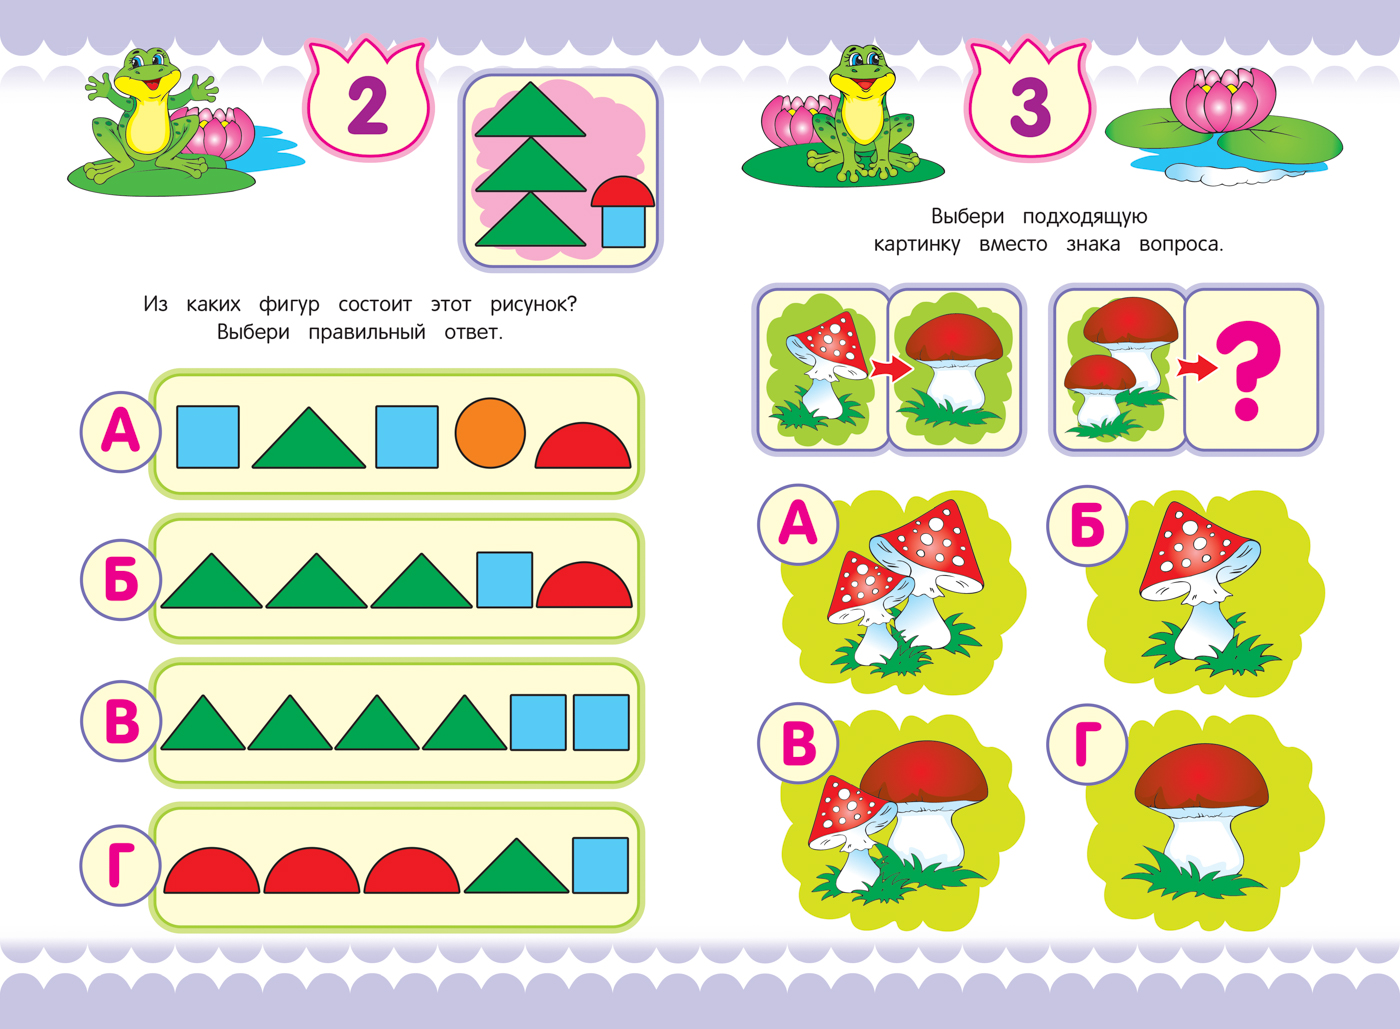 2
Из каких фигур состоит этот рисунок?
Выбери правильный ответ.
А
Б
В
Г
3
Выбери подходящую
картинку вместо знака вопроса.
?
А
Б
В
Г